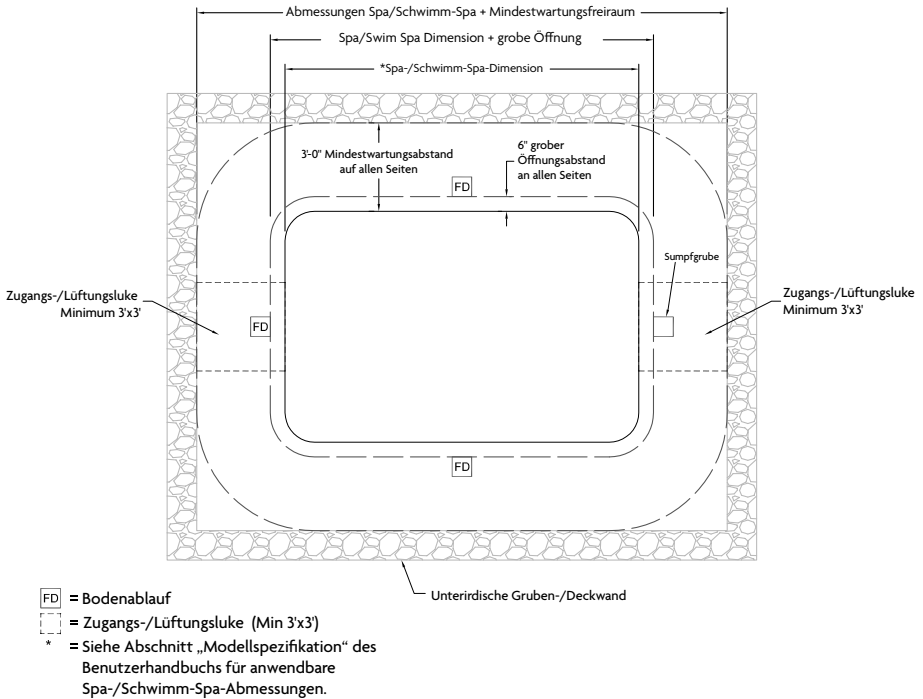 Abmessungen Spa/Schwimm-Spa + Mindestwartungsfreiraum
Spa/Swim Spa Dimension + grobe Öffnung
*Spa-/Schwimm-Spa-Dimension
3'-0" Mindestwartungsabstand
auf allen Seiten
6" grober
Öffnungsabstand
an allen Seiten
FD
Sumpfgrube
Zugangs-/Lüftungsluke
Minimum 3'x3'
FD
Zugangs-/Lüftungsluke
Minimum 3'x3'
FD
Unterirdische Gruben-/Deckwand
FD = Bodenablauf
= Zugangs-/Lüftungsluke (Min 3'x3')
* = Siehe Abschnitt „Modellspezifikation“ des
Benutzerhandbuchs für anwendbare
Spa-/Schwimm-Spa-Abmessungen.